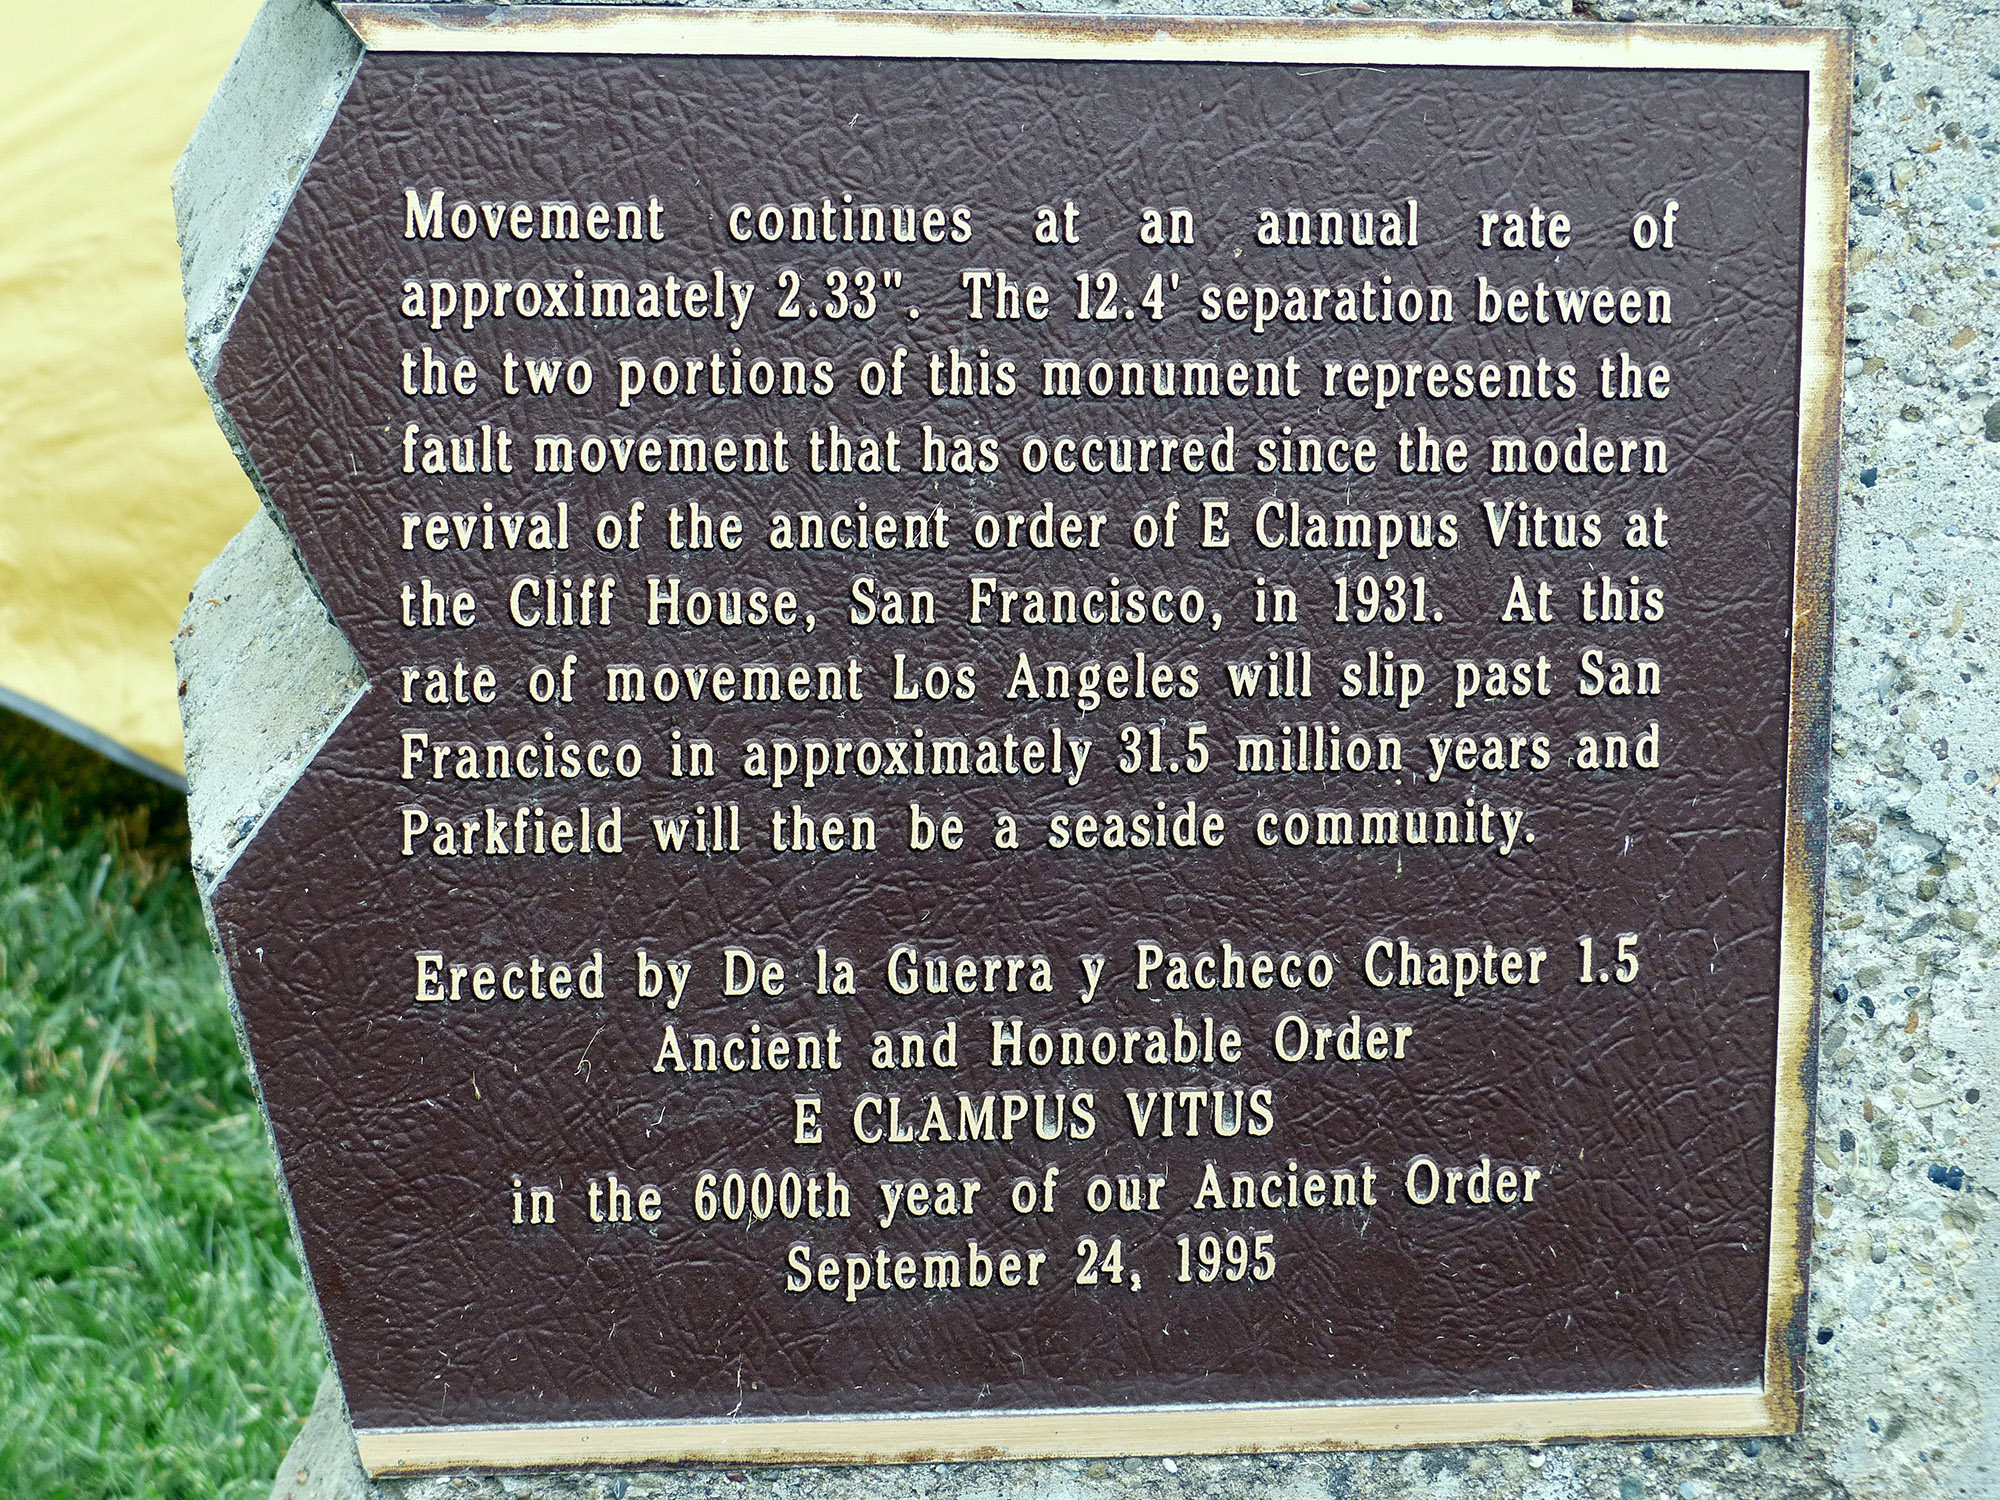 Movement continues at an annual rate of
approximately 2.33". The 12.4' separation between
the two portions of this monument represents the
fault movement that has occurred since the modern
revival of the ancient order of E Clampus Vitus at
the Cliff House, San Francisco, in 1931. At this
rate of movement Los Angeles will slip past San
Francisco in approximately 31.5 million years and
Parkfield will then be a seaside community.
Erected by De la Guerra y Pacheco Chapter 1.5
Ancient and Honorable Order
E CLAMPUS VITUS
in the 6000th year of our Ancient Order
September 24, 1995